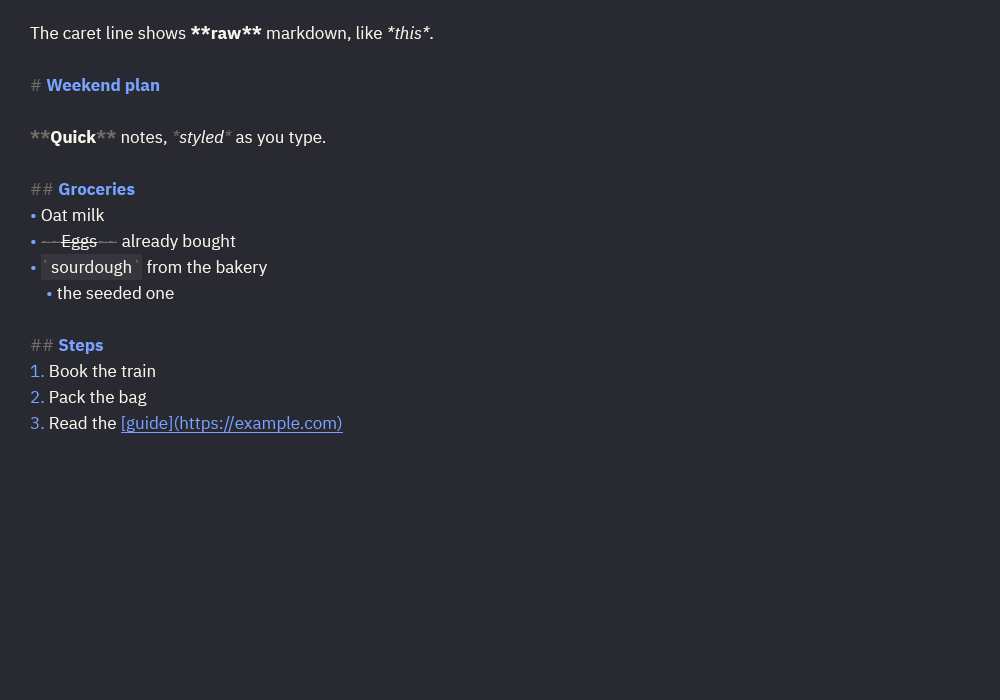 The caret line shows **raw** markdown, like *this*.
# Weekend plan
**Quick** notes, *styled* as you type.
## Groceries
• Oat milk
• ~~Eggs~~ already bought
• `sourdough` from the bakery
• the seeded one
## Steps
1. Book the train
2. Pack the bag
3. Read the [guide](https://example.com)